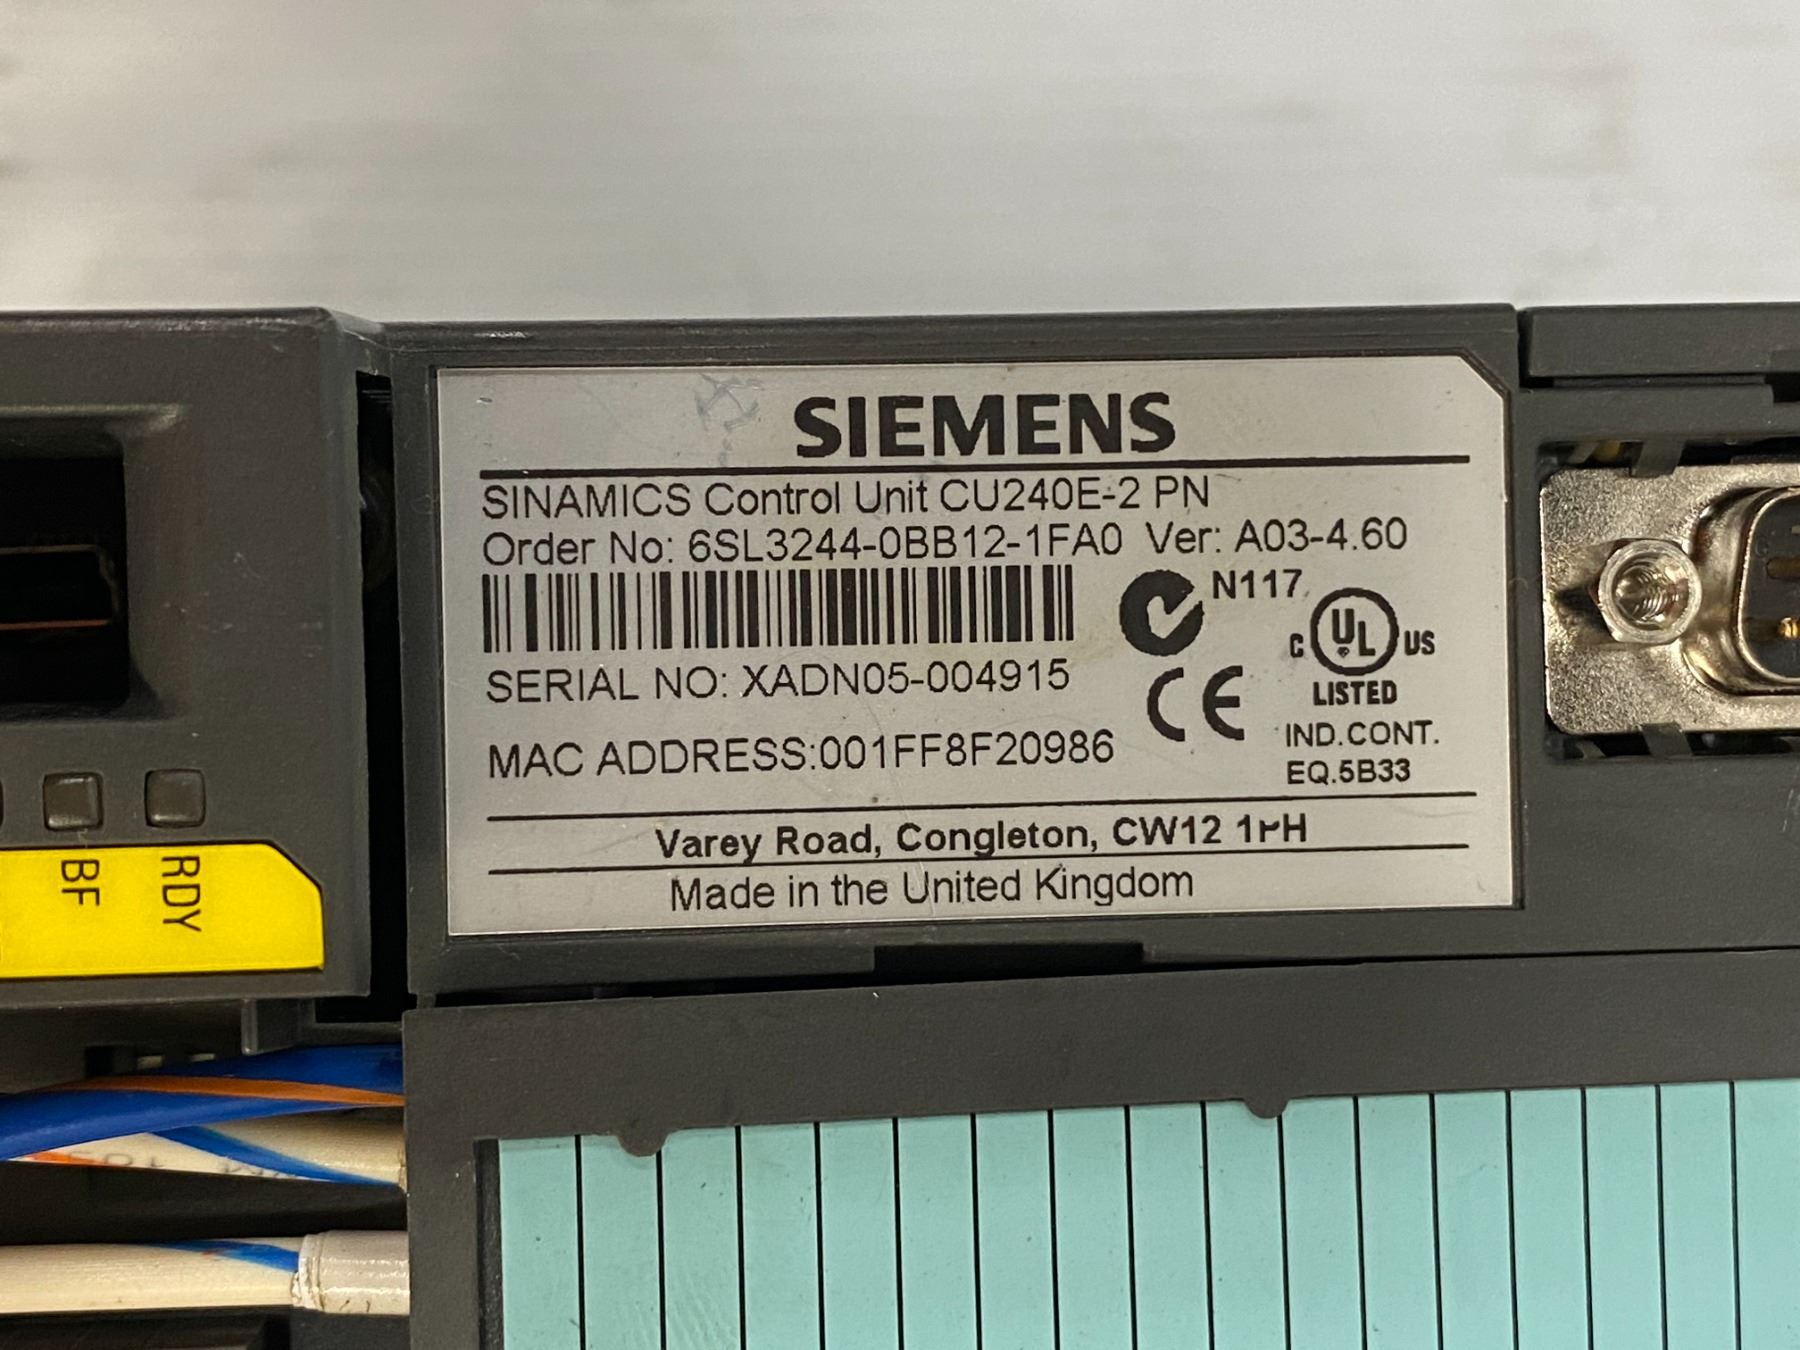 SIEMENS
SINAMICS Control Unit CU240E-2 PN
Order No: 6SL3244-0BB12-1FA0 Ver: A03-4.60
N117
C UL US
LISTED
SERIAL NO: XADN05-004915
CE
IND.CONT.
EQ.5B33
MAC ADDRESS:001FF8F20986
Varey Road, Congleton, CW12 1PH
Made in the United Kingdom
BF
RDY